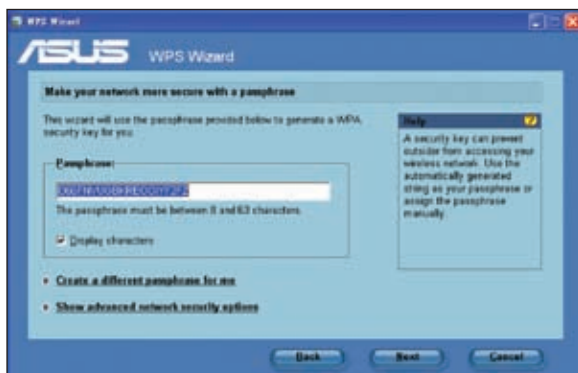 WPS Wizard
ASUS WPS Wizard
Make your network more secure with a passphrase
This wizard will use the passphrase provided below to generate a WPA
security key for you.
Passphrase:
The passphrase must be between 8 and 63 characters.
Display characters
Create a different passphrase for me
Show advanced network security options
Help
A security key can prevent
outsider from accessing your
wireless network. Use the
automatically generated
string as your passphrase or
assign the passphrase
manually.
Back
Next
Cancel